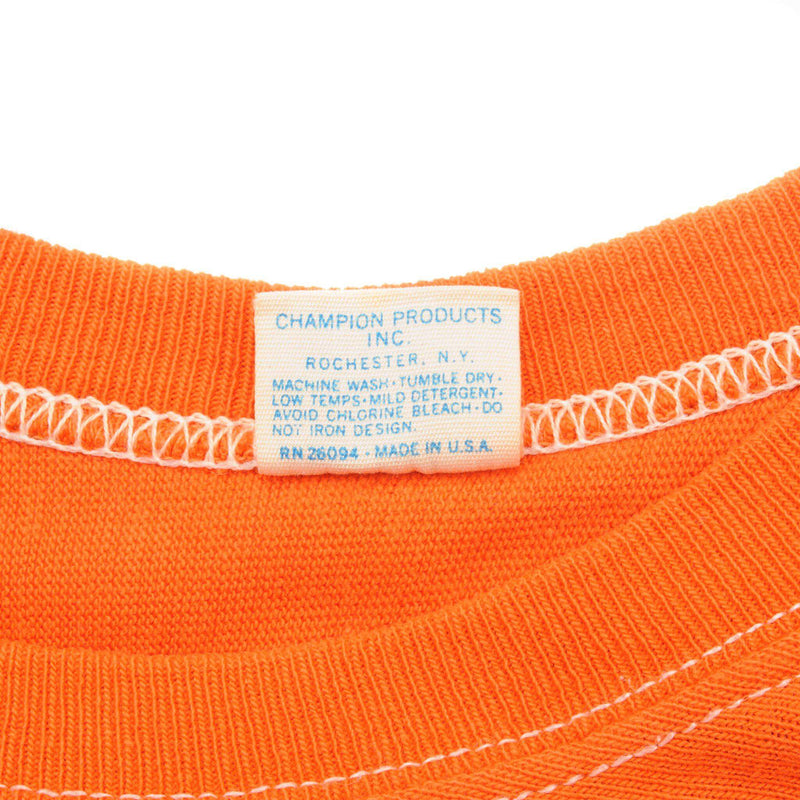 CHAMPION PRODUCTS
INC.
ROCHESTER, N.Y.
MACHINE WASH·TUMBLE DRY·
LOW TEMPS·MILD DETERGENT·
AVOID CHLORINE BLEACH·DO
NOT IRON DESIGN.
RN 26094 · MADE IN U.S.A.